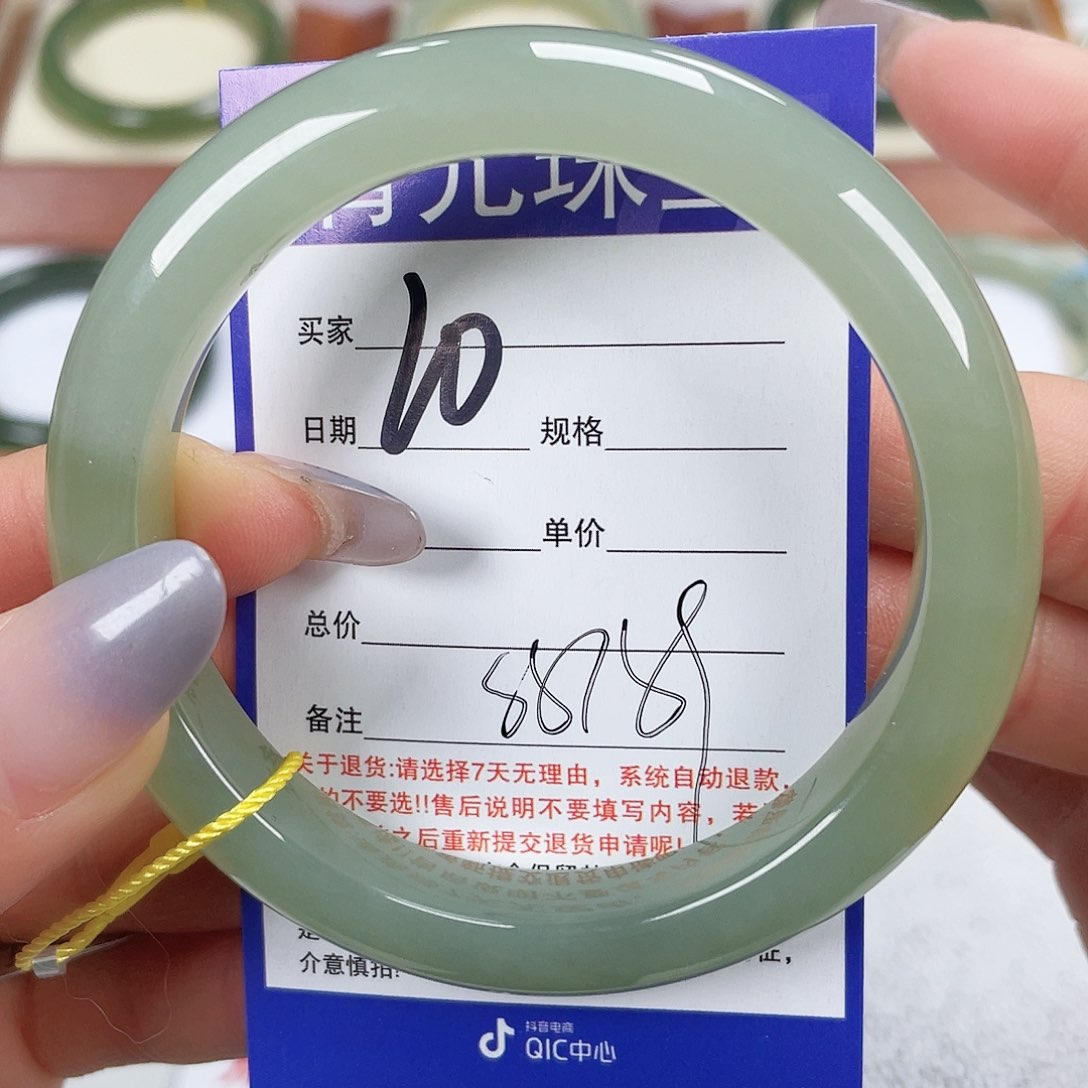 元珠
买家 10
日期 规格
单价
总价
备注
关于退货:请选择7天无理由，系统自动退款，
的不要选!!售后说明不要填写内容，若
之后重新提交退货申请呢!
介意慎拍!
抖音电商
QIC中心